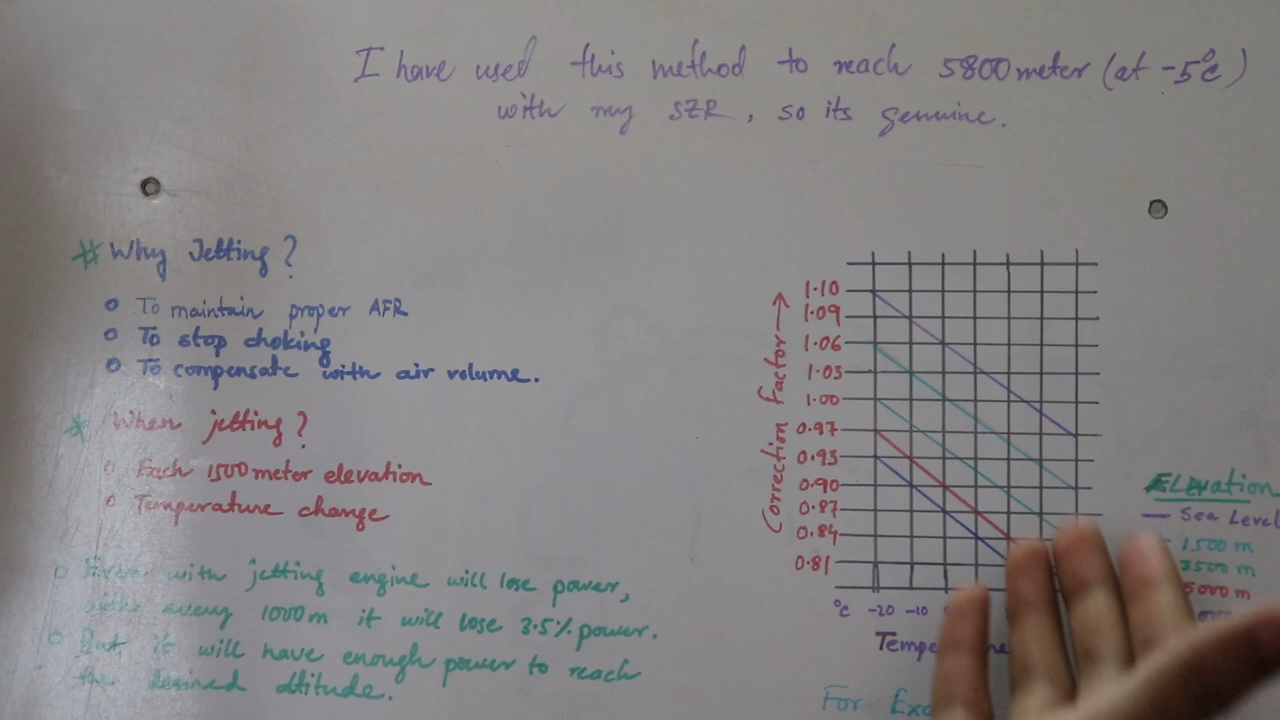 I have used this method to reach 5800 meter (at -5°c)
with my SZR, so its genuine.
# Why Jetting?
To maintain proper AFR
To stop choking
To compensate with air volume.
* When jetting?
Each 1500 meter elevation
Temperature change
Even with jetting engine will lose power,
with every 1000m it will lose 3.5% power.
But it will have enough power to reach
the desired altitude.
Correction Factor →
1.10
1.09
1.06
1.03
1.00
0.97
0.93
0.90
0.87
0.84
0.81
°c -20 -10
Elevation
Sea Level
1500 m
3500 m
5000 m
For